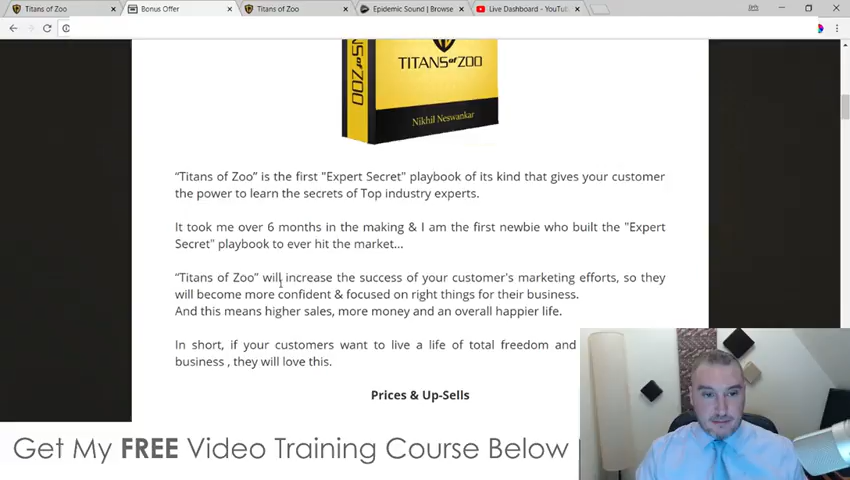 Titans of Zoo
Bonus Offer
Titans of Zoo
Epidemic Sound | Browse
Live Dashboard - YouTu
TITANS of ZOO
NS of ZOO
Nikhil Neswankar
“Titans of Zoo” is the first "Expert Secret" playbook of its kind that gives your customer
the power to learn the secrets of Top industry experts.
It took me over 6 months in the making & I am the first newbie who built the "Expert
Secret" playbook to ever hit the market...
“Titans of Zoo” will increase the success of your customer's marketing efforts, so they
will become more confident & focused on right things for their business.
And this means higher sales, more money and an overall happier life.
In short, if your customers want to live a life of total freedom and
business , they will love this.
Prices & Up-Sells
Get My FREE Video Training Course Below